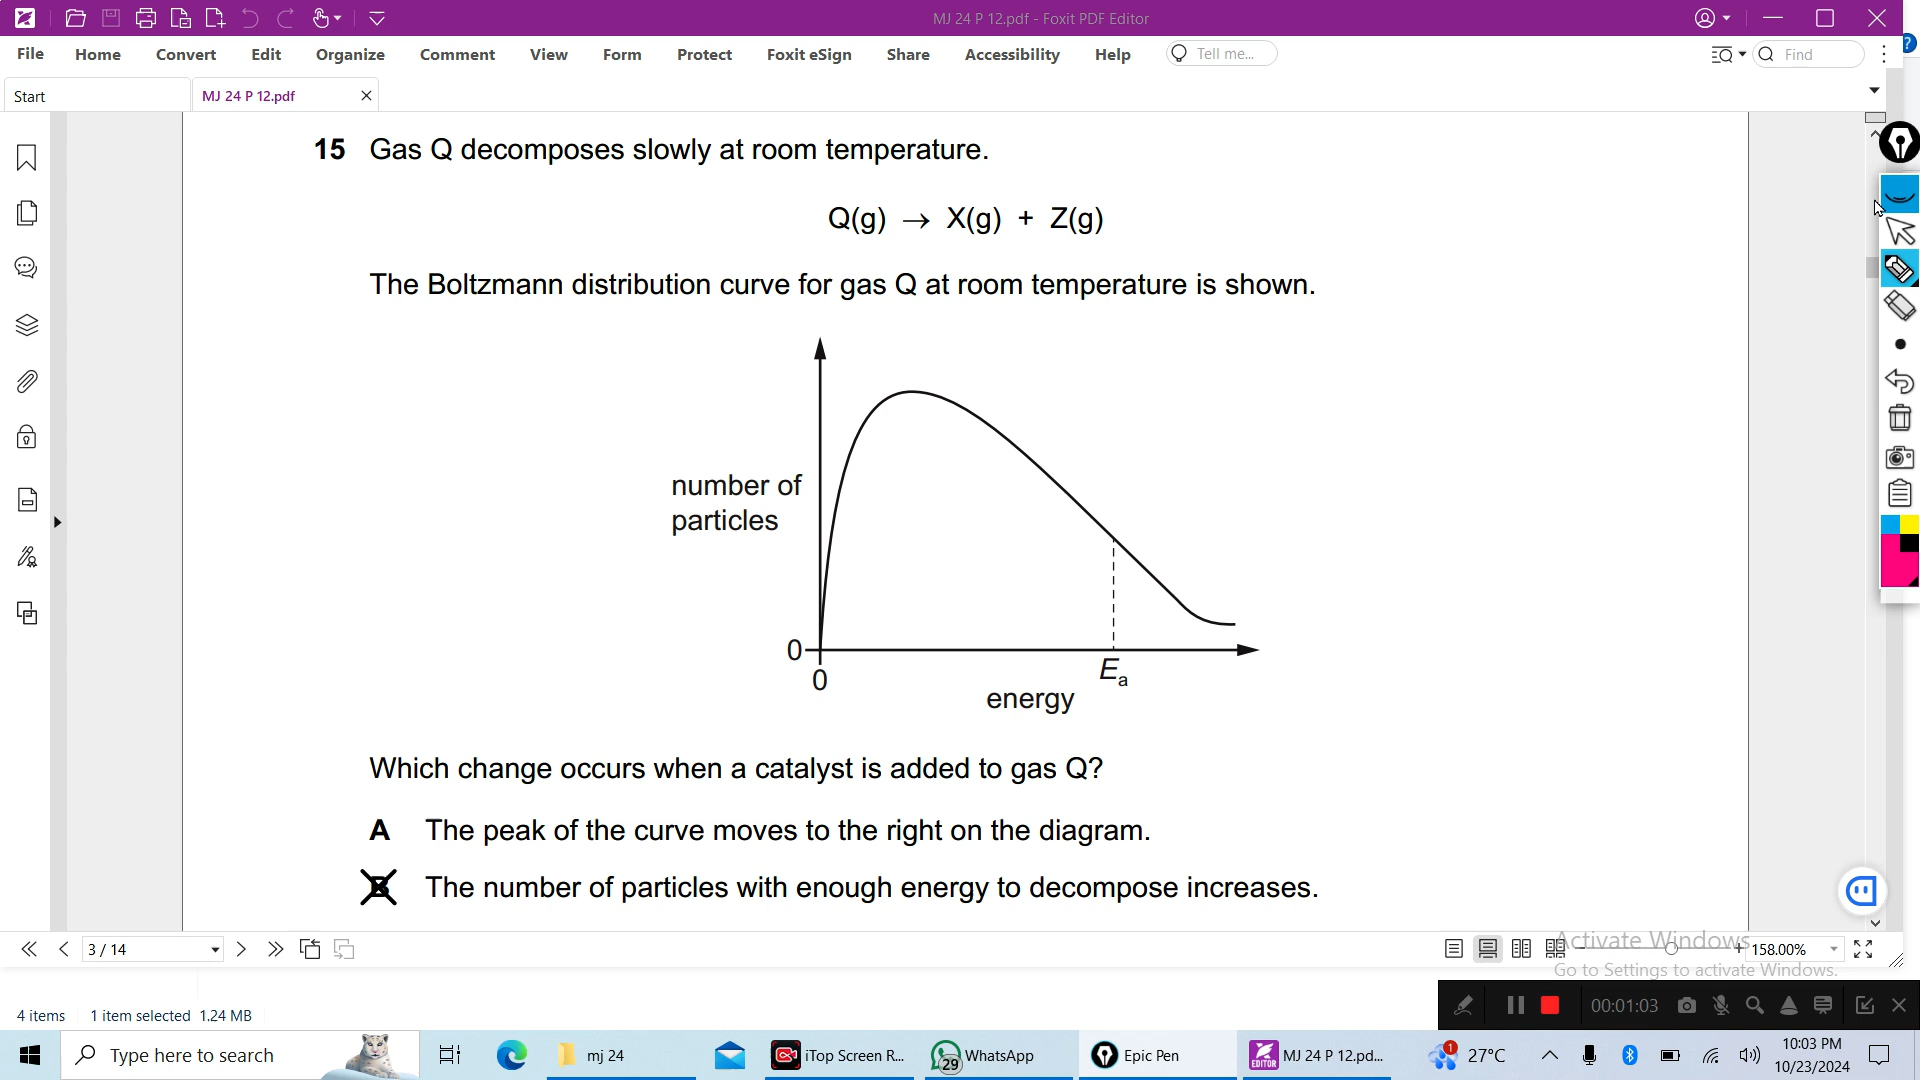 MJ 24 P 12.pdf - Foxit PDF Editor
File Home Convert Edit Organize Comment View Form Protect Foxit eSign Share Accessibility Help Tell me... Find
Start MJ 24 P 12.pdf
15 Gas Q decomposes slowly at room temperature.
Q(g) → X(g) + Z(g)
The Boltzmann distribution curve for gas Q at room temperature is shown.
number of
particles
0
0
Ea
energy
Which change occurs when a catalyst is added to gas Q?
A The peak of the curve moves to the right on the diagram.
B The number of particles with enough energy to decompose increases.
3 / 14
158.00%
Activate Windows
Go to Settings to activate Windows.
4 items 1 item selected 1.24 MB
00:01:03
Type here to search
mj 24
iTop Screen R...
29 WhatsApp
Epic Pen
EDITOR MJ 24 P 12.pd...
1 27°C
10:03 PM
10/23/2024